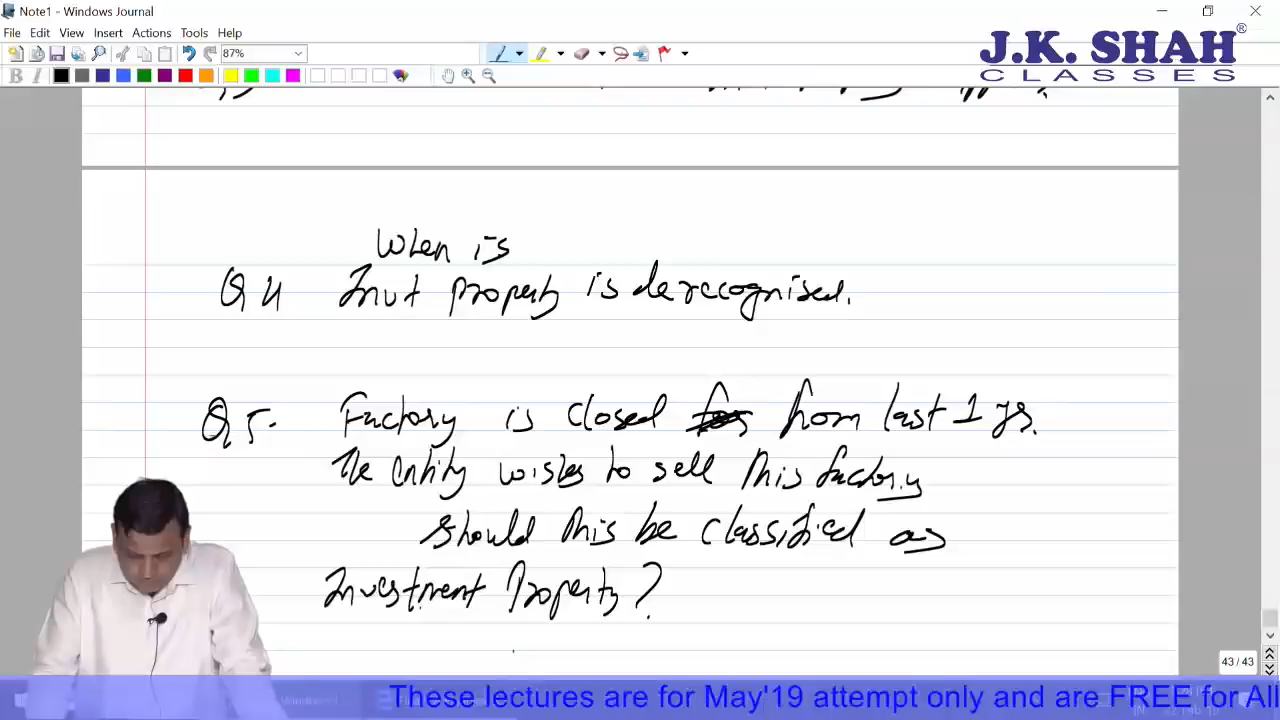 Note1 - Windows Journal
File Edit View Insert Actions Tools Help
87%
J.K. SHAH®
CLASSES
When is
Q4 Invt property is derecognised.
Q5. Factory is closed from last 1 yr.
The entity wishes to sell this factory
should this be classified as
Investment Property?
43 / 43
These lectures are for May'19 attempt only and are FREE for All